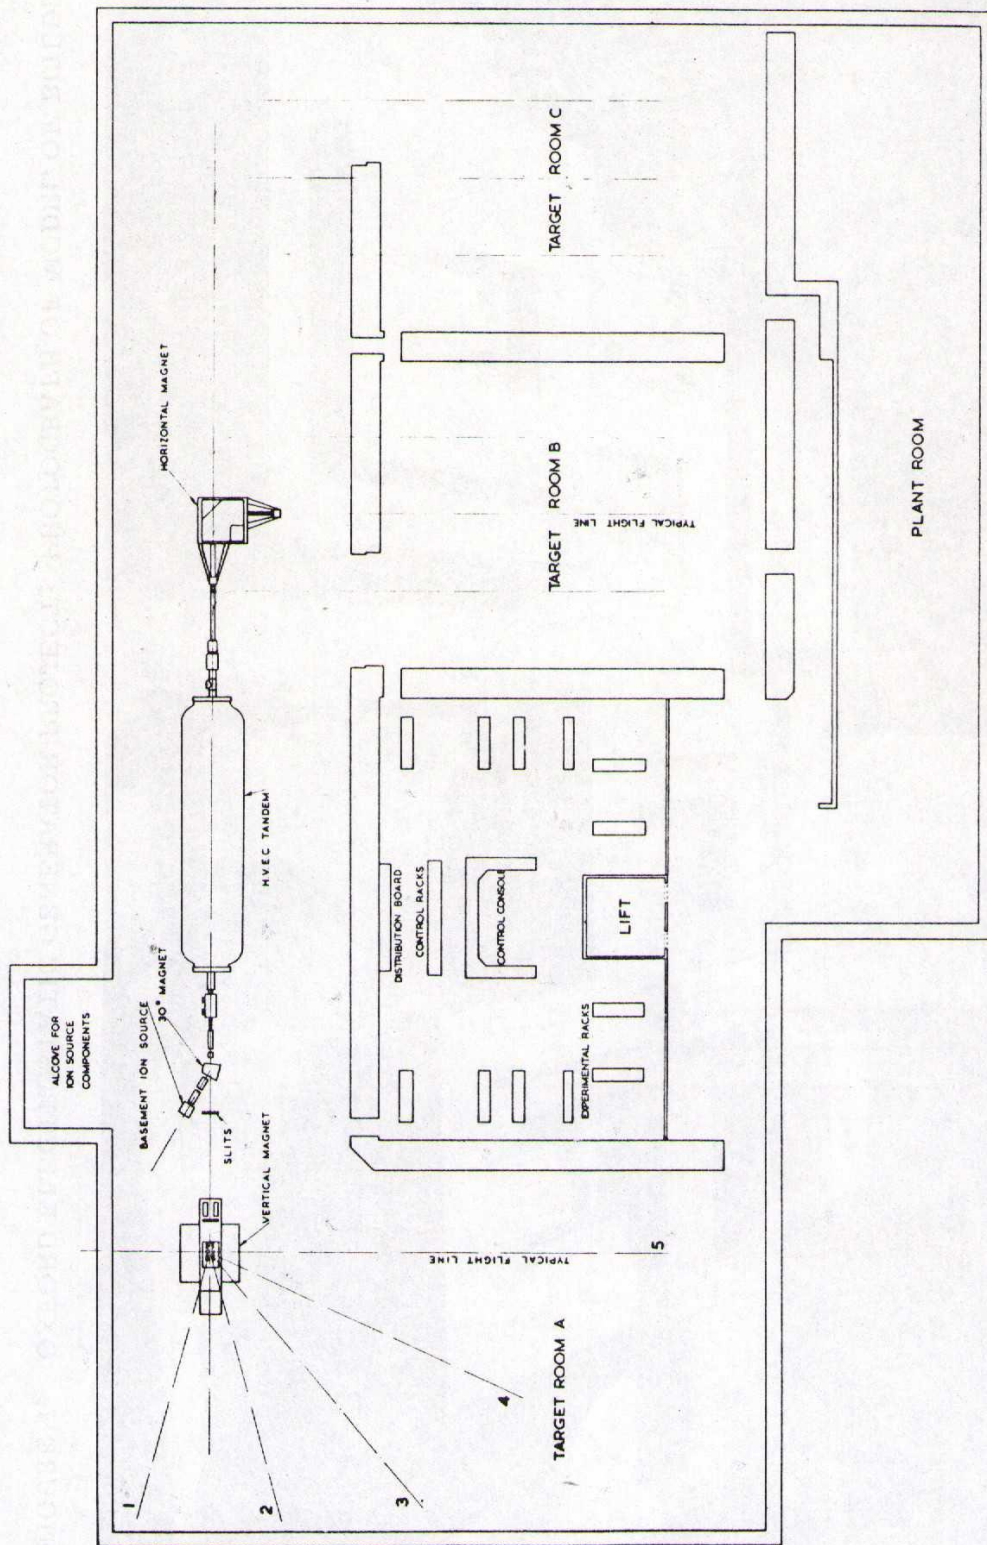 ALCOVE FOR
ION SOURCE
COMPONENTS
BASEMENT ION SOURCE
30° MAGNET
SLITS
VERTICAL MAGNET
H.V.E.C TANDEM
HORIZONTAL MAGNET
1
2
3
4
5
TYPICAL FLIGHT LINE
TARGET ROOM A
DISTRIBUTION BOARD
CONTROL RACKS
CONTROL CONSOLE
EXPERIMENTAL RACKS
LIFT
TARGET ROOM B
TYPICAL FLIGHT LINE
TARGET ROOM C
PLANT ROOM